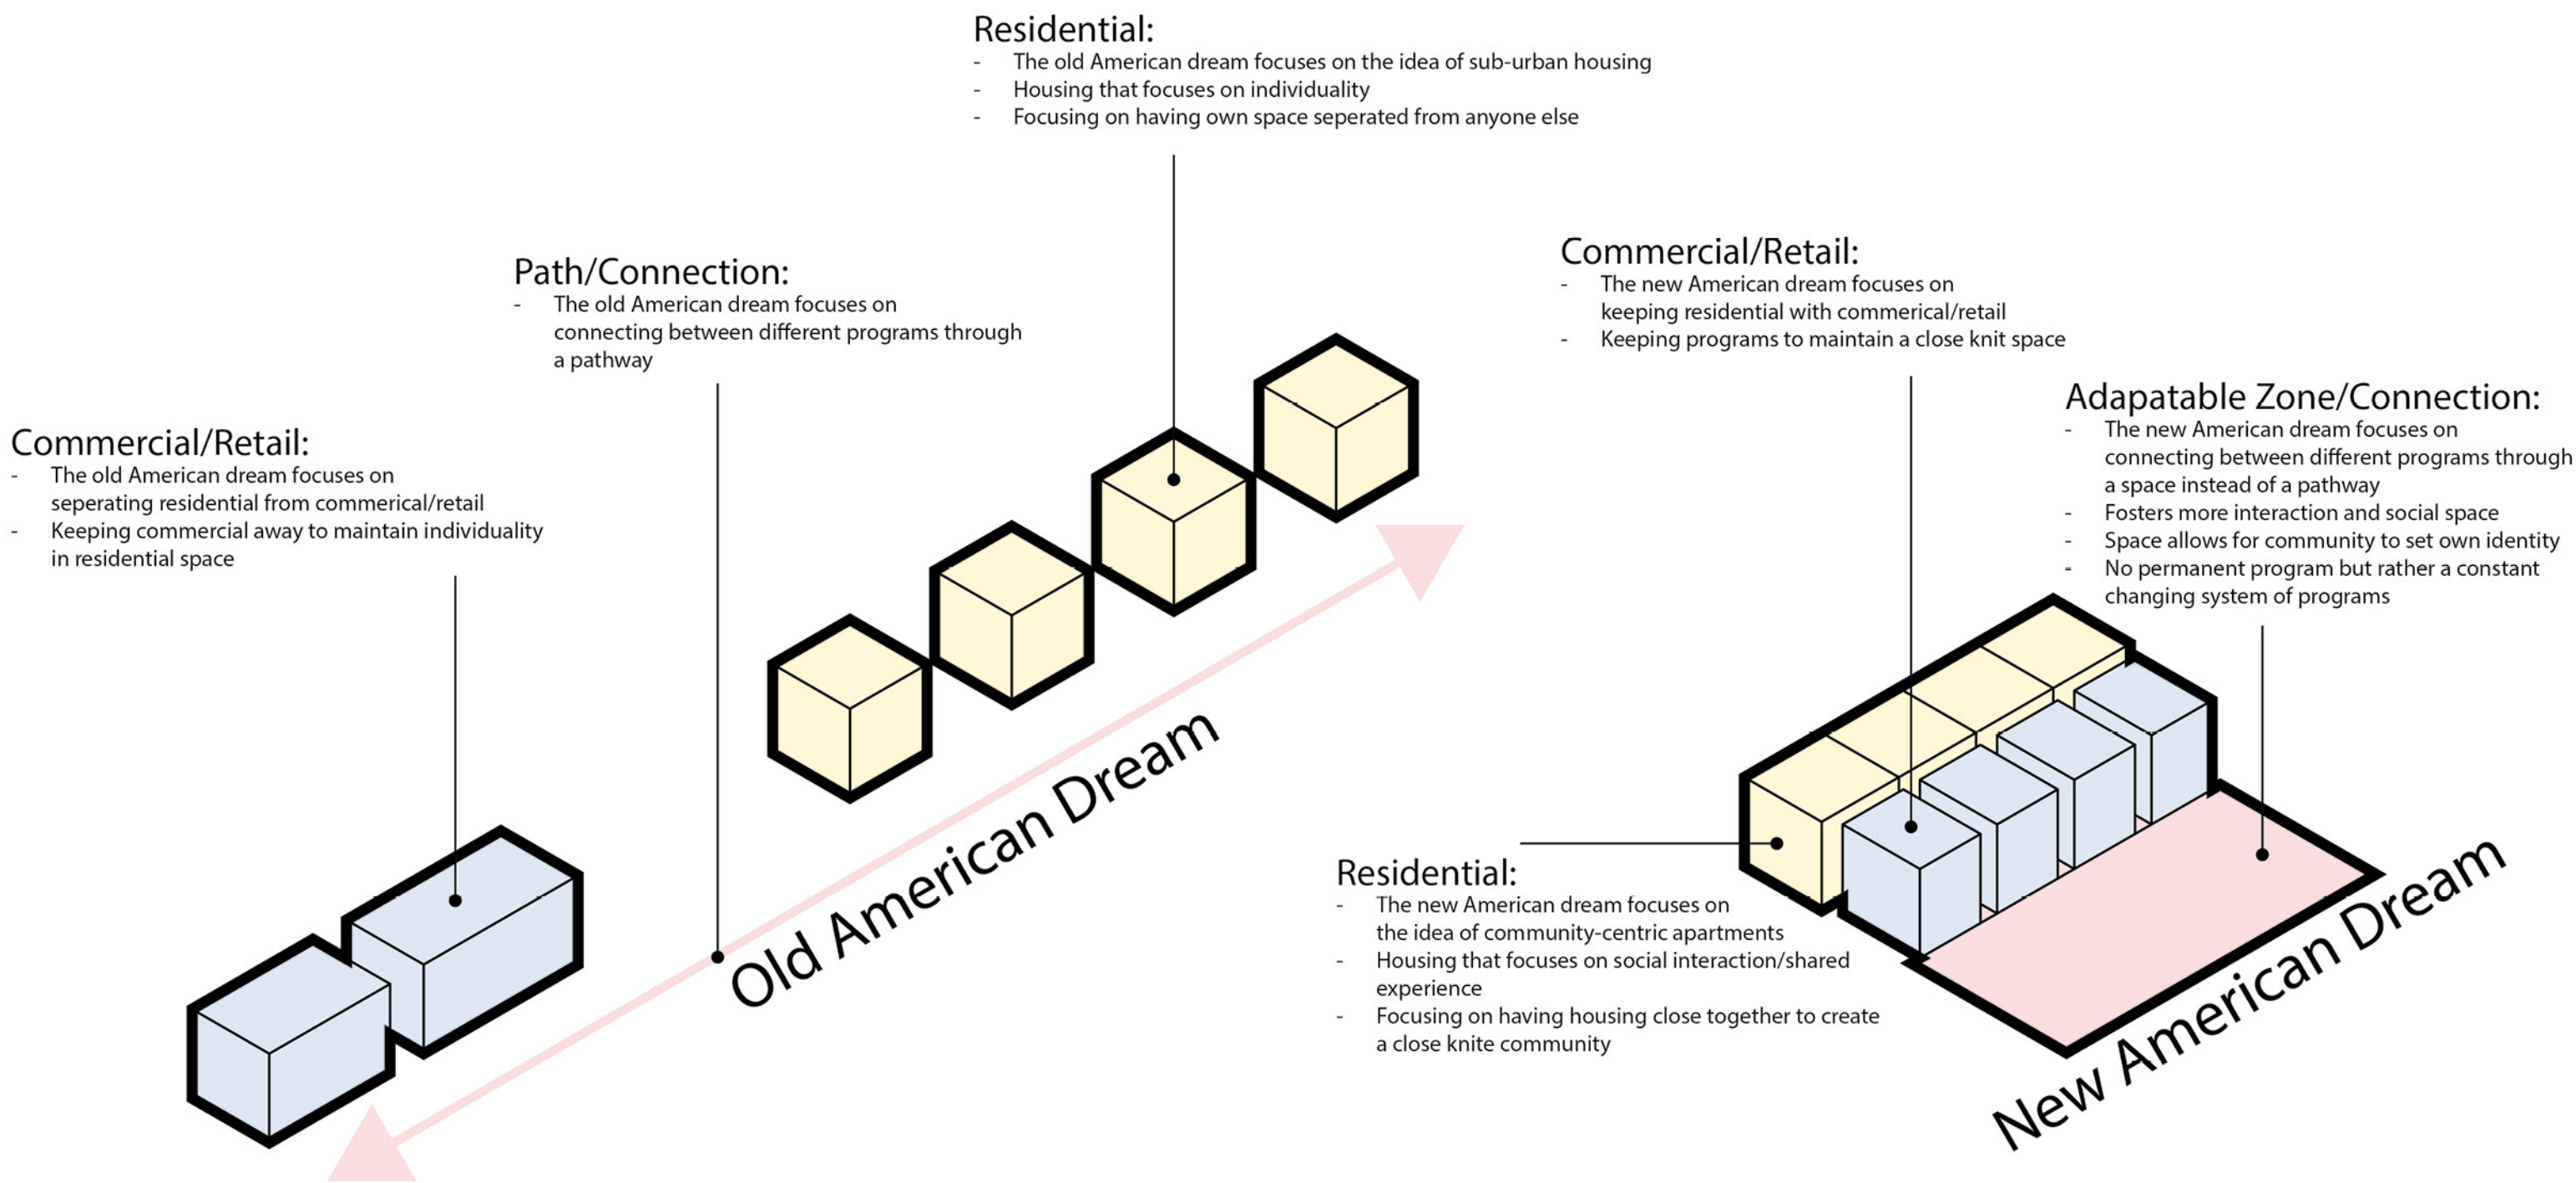 Residential:
- The old American dream focuses on the idea of sub-urban housing
- Housing that focuses on individuality
- Focusing on having own space seperated from anyone else
Path/Connection:
- The old American dream focuses on
connecting between different programs through
a pathway
Commercial/Retail:
- The old American dream focuses on
seperating residential from commerical/retail
- Keeping commercial away to maintain individuality
in residential space
Old American Dream
Commercial/Retail:
- The new American dream focuses on
keeping residential with commerical/retail
- Keeping programs to maintain a close knit space
Adapatable Zone/Connection:
- The new American dream focuses on
connecting between different programs through
a space instead of a pathway
- Fosters more interaction and social space
- Space allows for community to set own identity
- No permanent program but rather a constant
changing system of programs
Residential:
- The new American dream focuses on
the idea of community-centric apartments
- Housing that focuses on social interaction/shared
experience
- Focusing on having housing close together to create
a close knite community
New American Dream